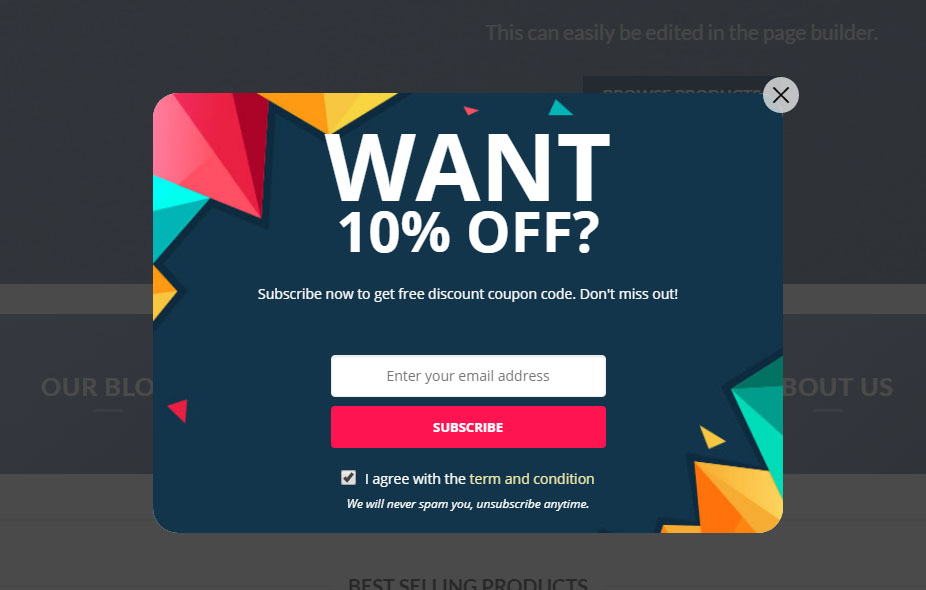 This can easily be edited in the page builder.
BROWSE PRODUCTS
WANT
10% OFF?
Subscribe now to get free discount coupon code. Don't miss out!
OUR BLO
BOUT US
Enter your email address
SUBSCRIBE
I agree with the term and condition
We will never spam you, unsubscribe anytime.
BEST SELLING PRODUCTS